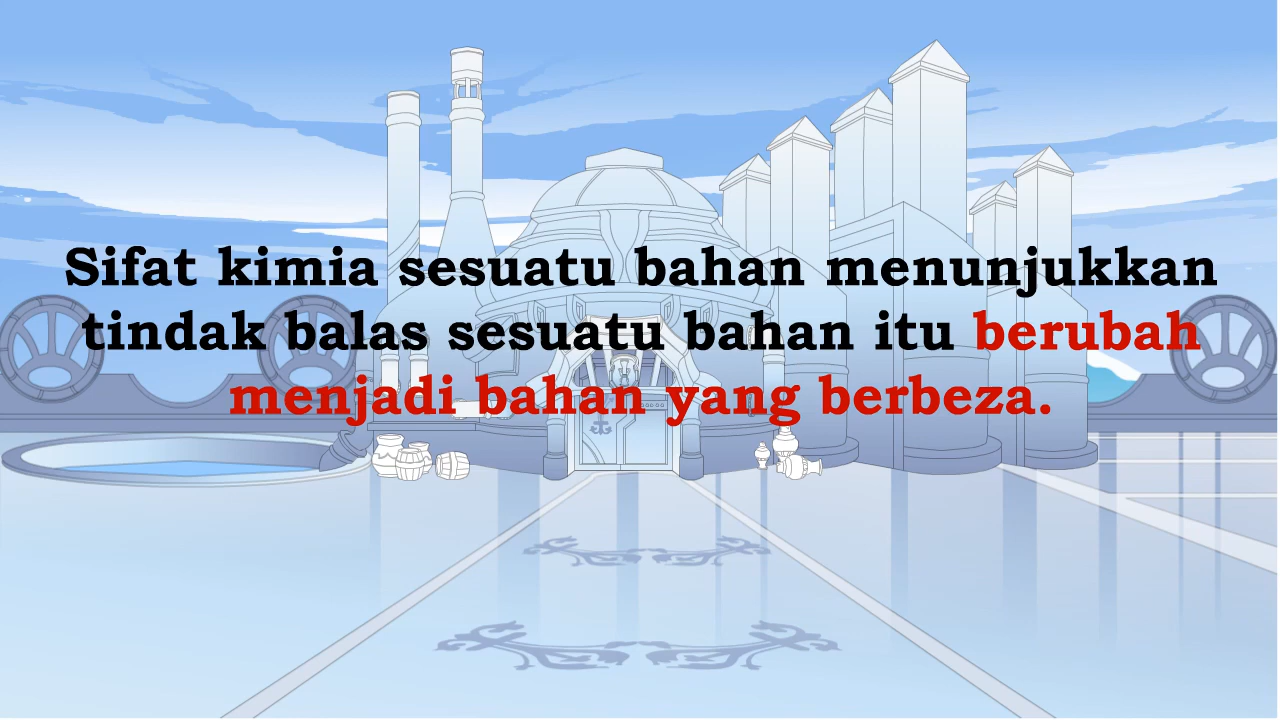 Sifat kimia sesuatu bahan menunjukkan
tindak balas sesuatu bahan itu berubah
menjadi bahan yang berbeza.